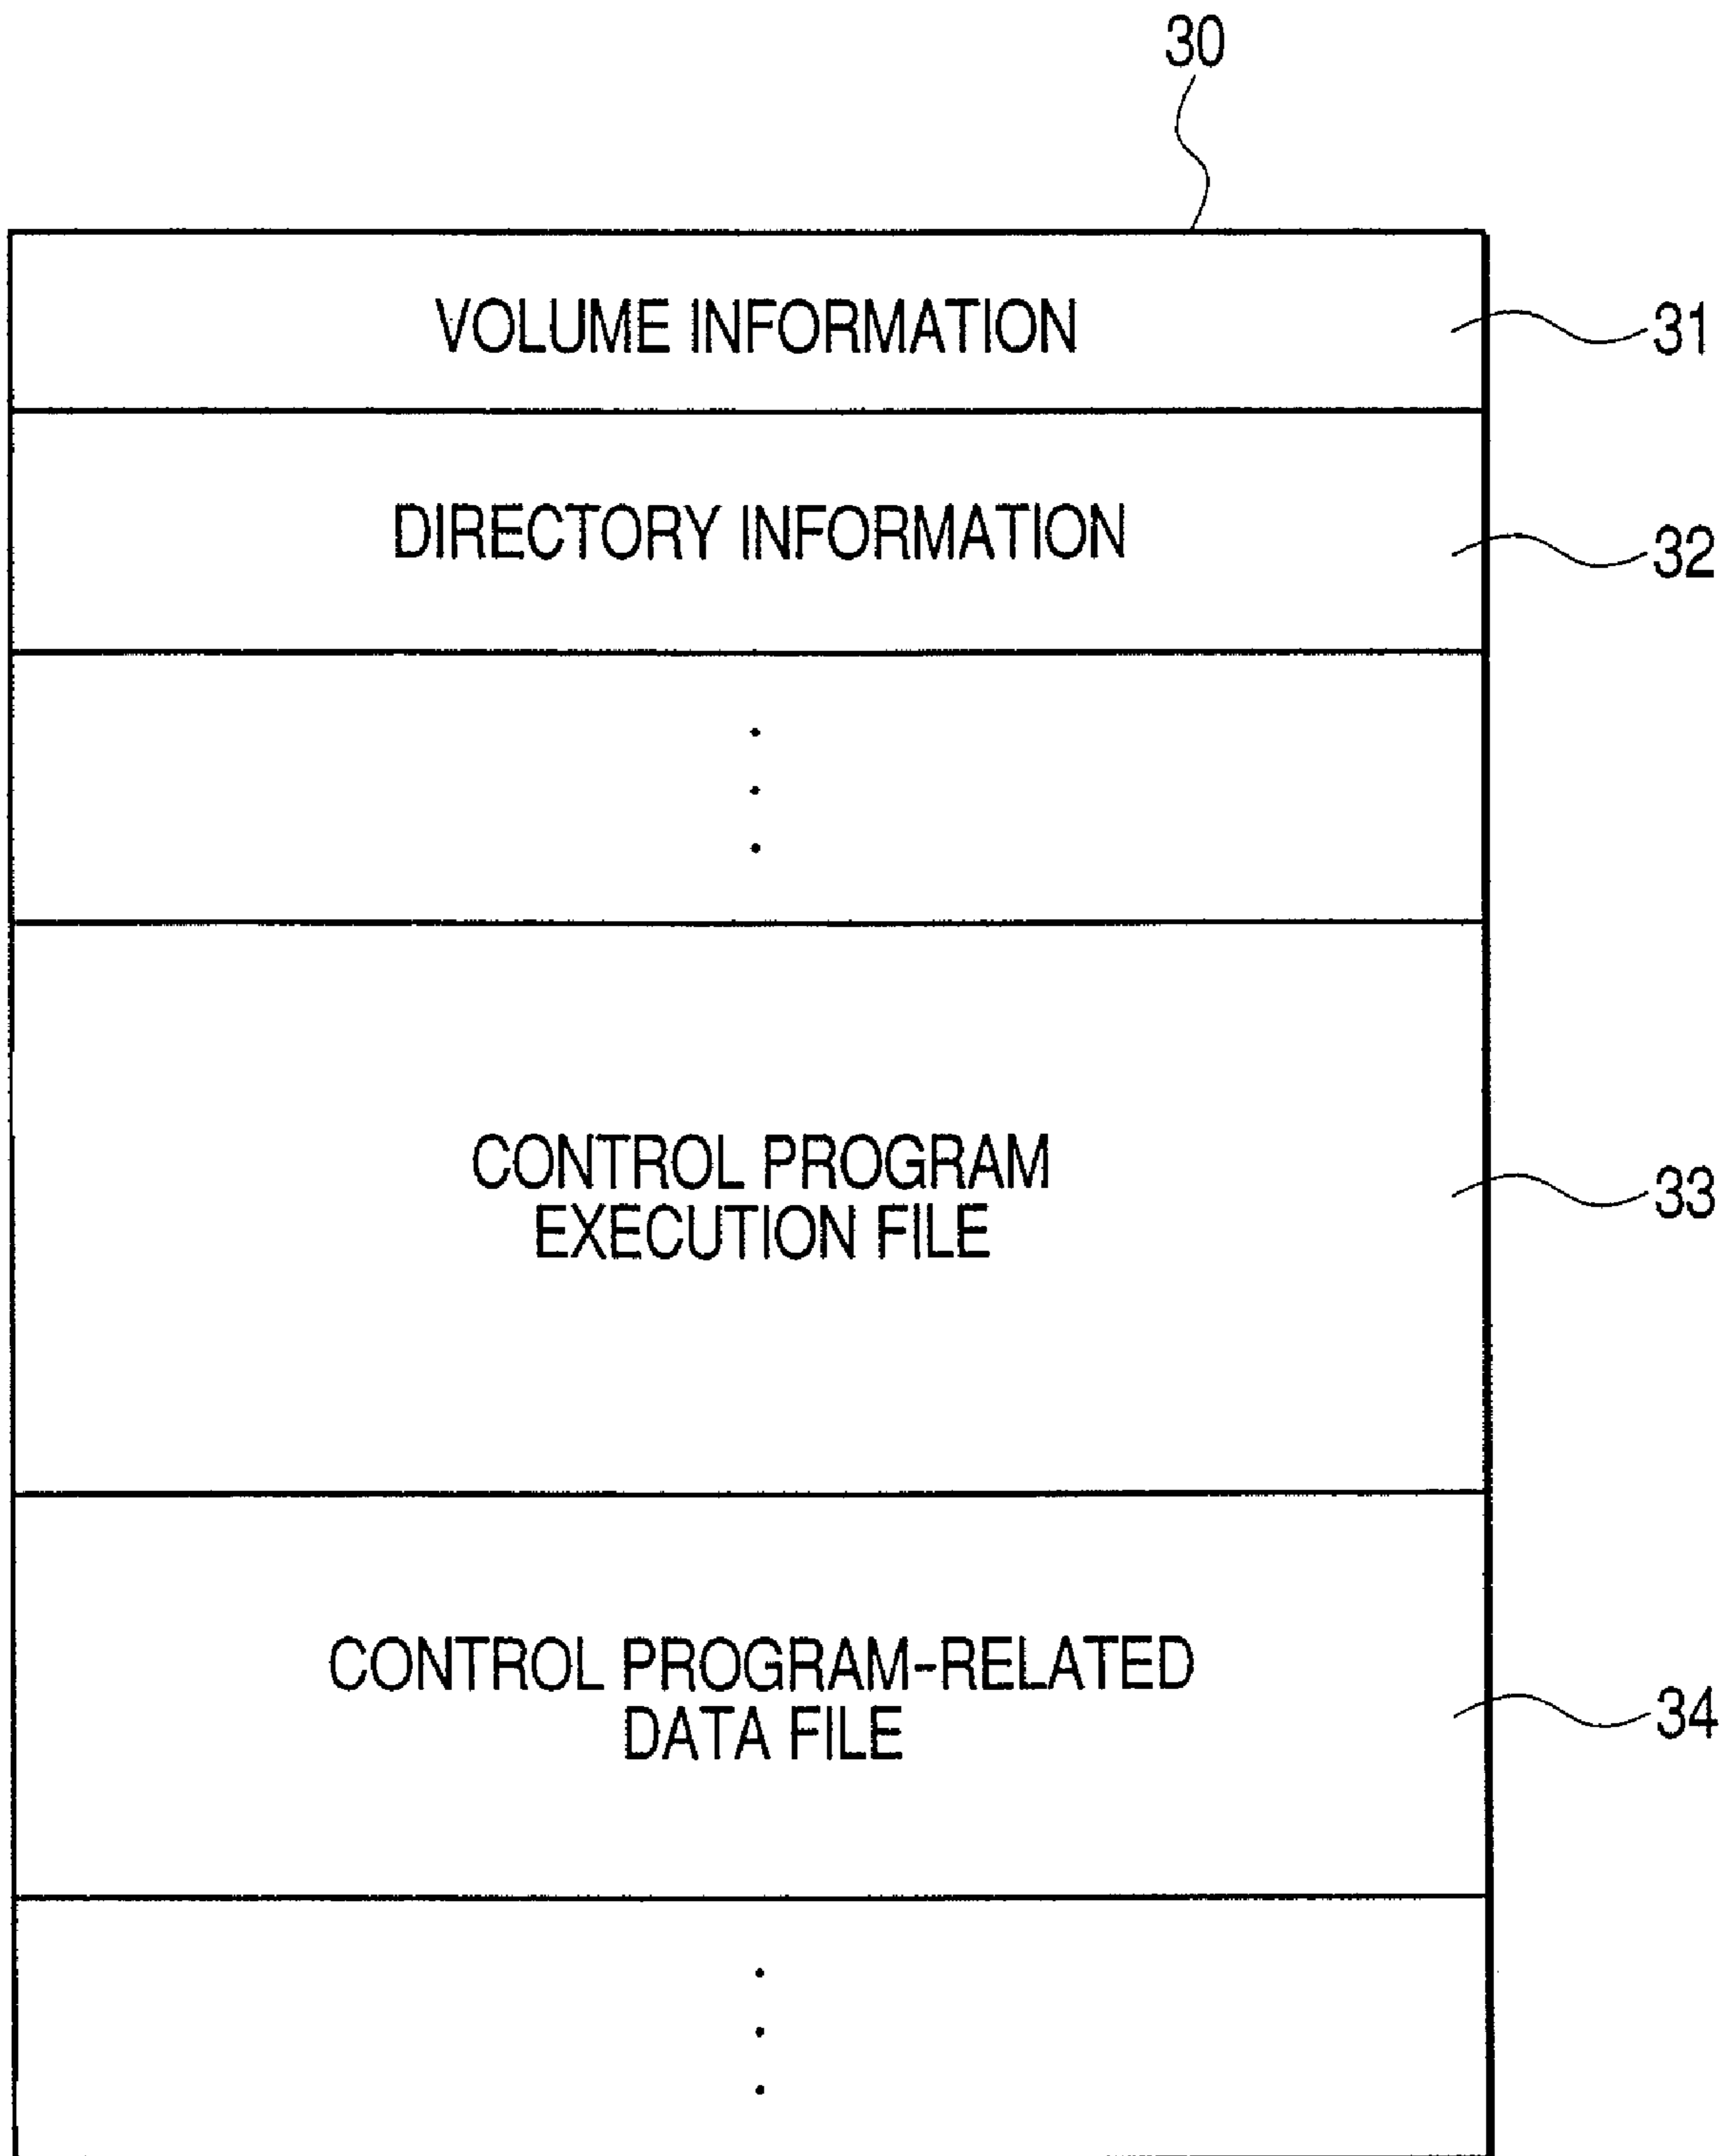 30
VOLUME INFORMATION
31
DIRECTORY INFORMATION
32
CONTROL PROGRAM
EXECUTION FILE
33
CONTROL PROGRAM-RELATED
DATA FILE
34